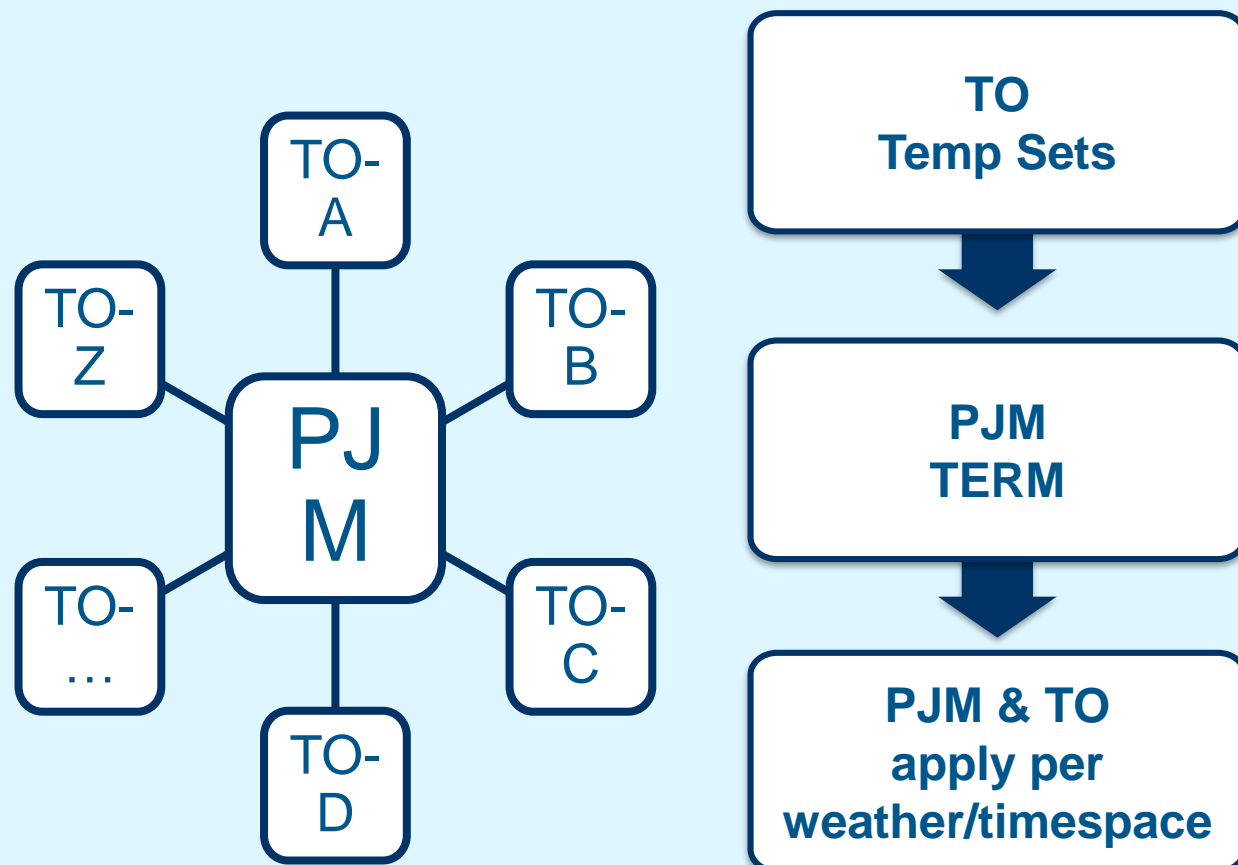 TO-
A
TO-
Z
TO-
B
PJ
M
TO-
...
TO-
C
TO-
D
TO
Temp Sets
PJM
TERM
PJM & TO
apply per
weather/timespace